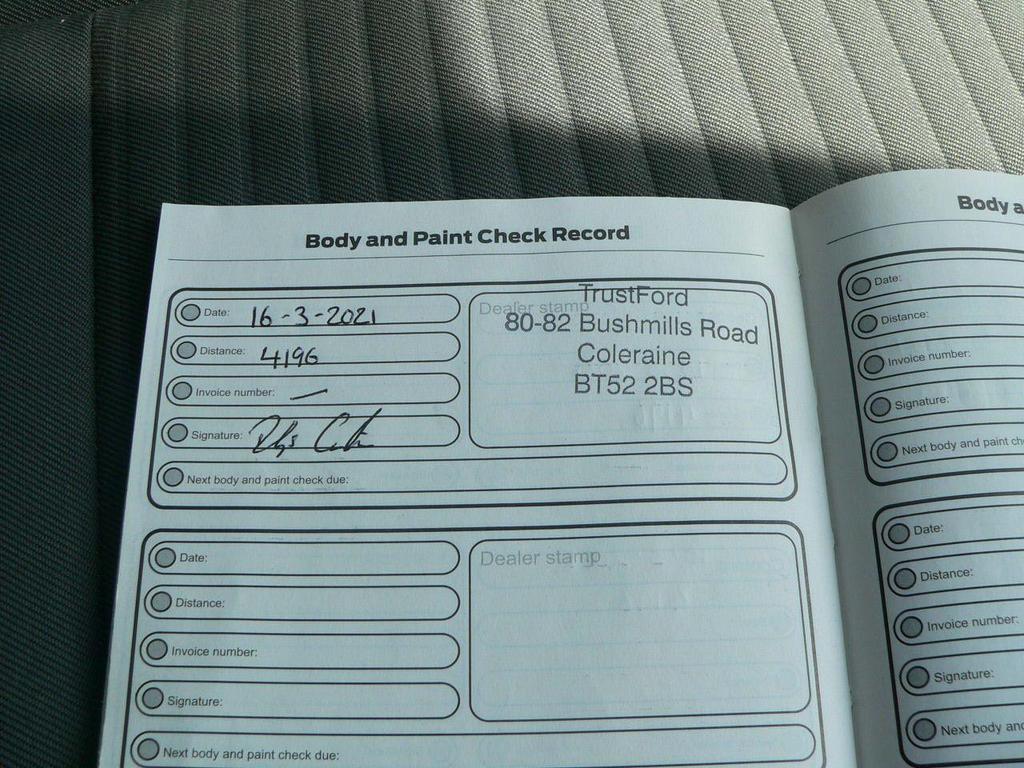 Body and Paint Check Record
Date: 16-3-2021
Distance: 4196
Invoice number: —
Signature:
Next body and paint check due:
Dealer stamp
TrustFord
80-82 Bushmills Road
Coleraine
BT52 2BS
Date:
Distance:
Invoice number:
Signature:
Next body and paint check due:
Dealer stamp
Body a
Date:
Distance:
Invoice number:
Signature:
Next body and paint ch
Date:
Distance:
Invoice number:
Signature:
Next body an